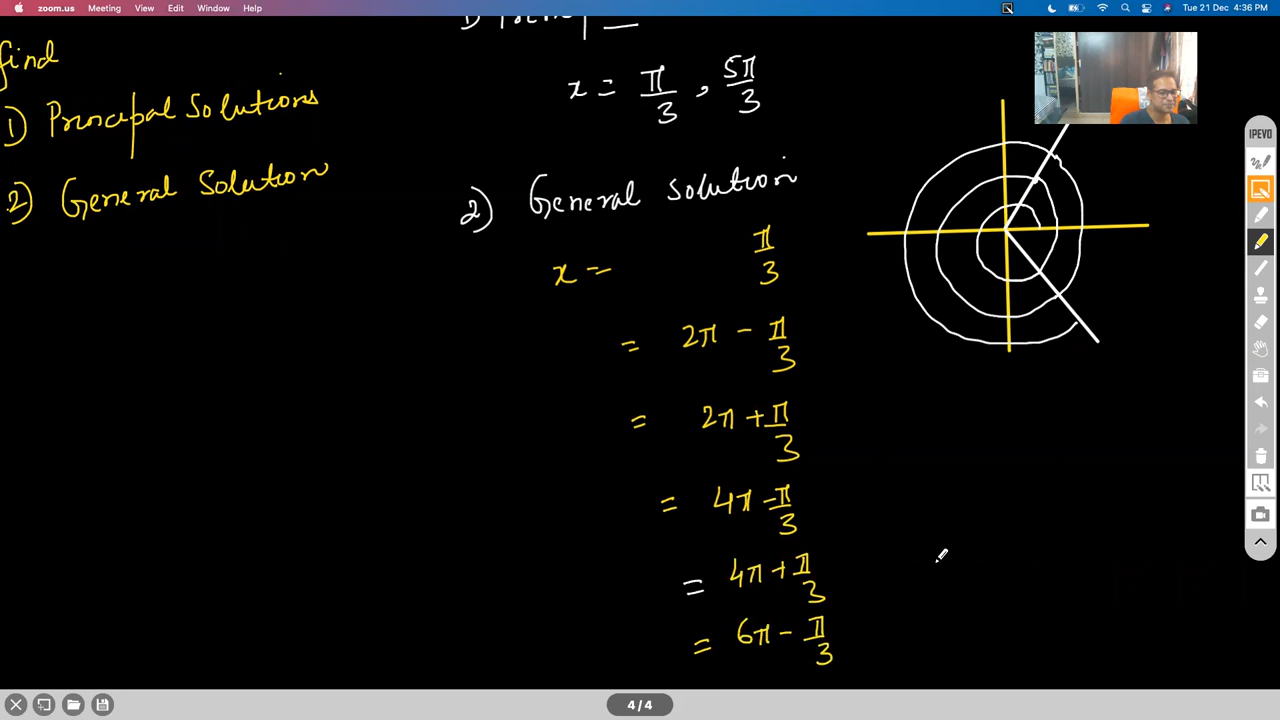 zoom.us Meeting View Edit Window Help Tue 21 Dec 4:36 PM
find
1) Principal Solutions
2) General Solution
x = π/3 , 5π/3
2) General Solution
x = π/3
= 2π - π/3
= 2π + π/3
= 4π - π/3
= 4π + π/3
= 6π - π/3
IPEVO
4/4